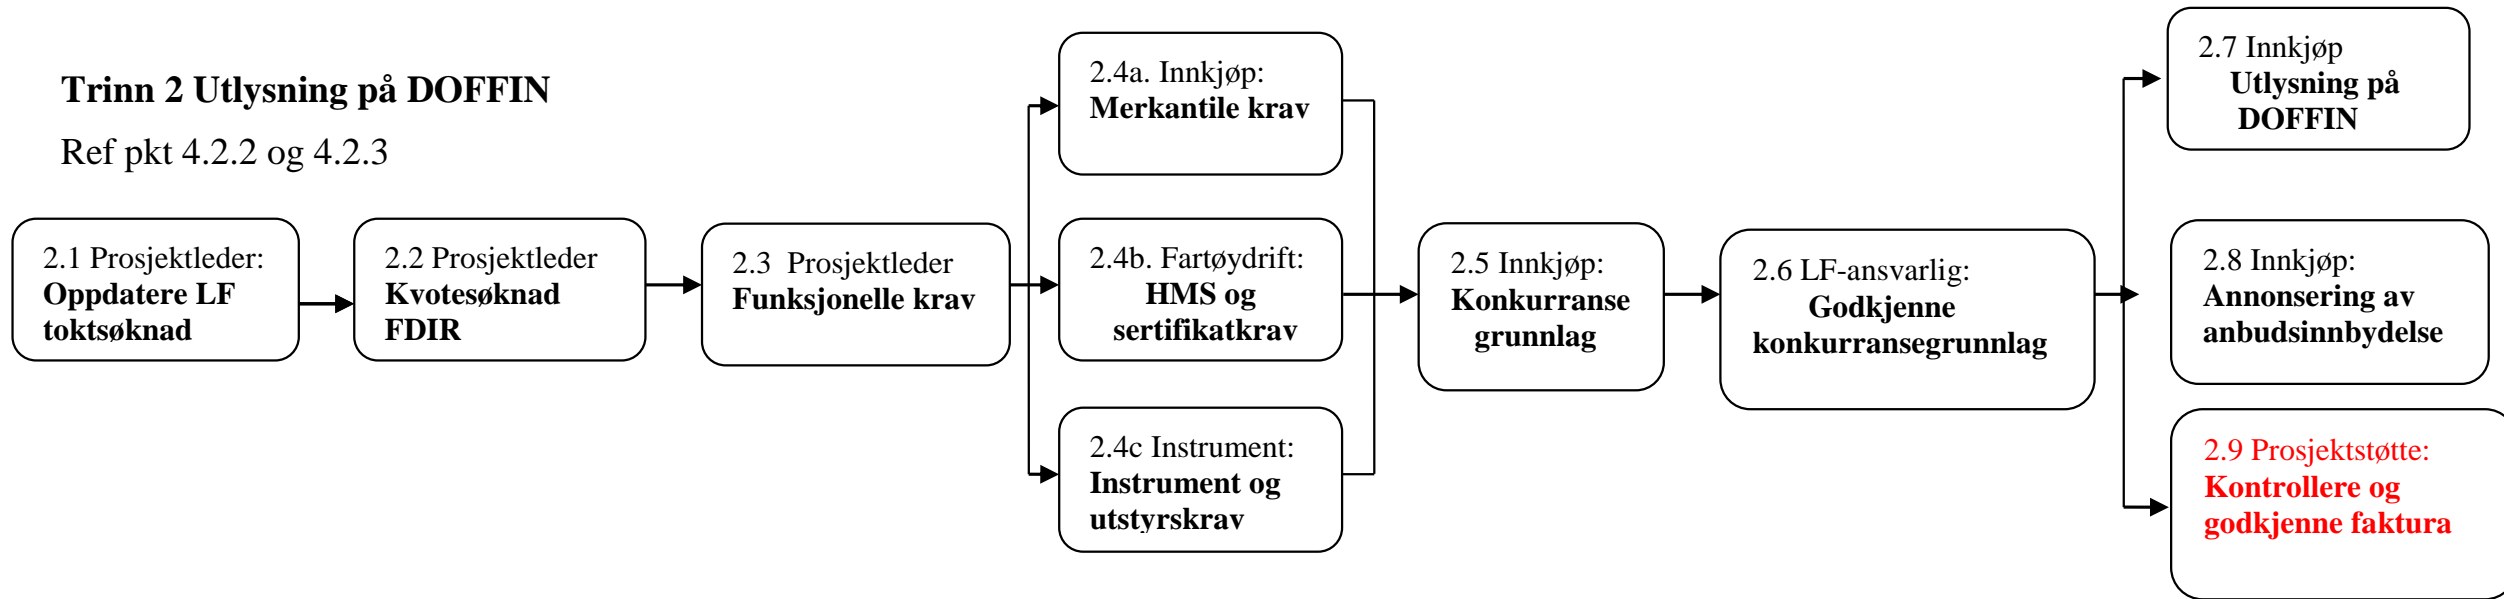 Trinn 2 Utlysning på DOFFIN
Ref pkt 4.2.2 og 4.2.3
2.1 Prosjektleder:
Oppdatere LF
toktsøknad
2.2 Prosjektleder
Kvotesøknad
FDIR
2.3  Prosjektleder
Funksjonelle krav
2.4a. Innkjøp:
Merkantile krav
2.4b. Fartøydrift:
HMS og
sertifikatkrav
2.4c Instrument:
Instrument og
utstyrskrav
2.5 Innkjøp:
Konkurranse
grunnlag
2.6 LF-ansvarlig:
Godkjenne
konkurransegrunnlag
2.7 Innkjøp
Utlysning på
DOFFIN
2.8 Innkjøp:
Annonsering av
anbudsinnbydelse
2.9 Prosjektstøtte:
Kontrollere og
godkjenne faktura